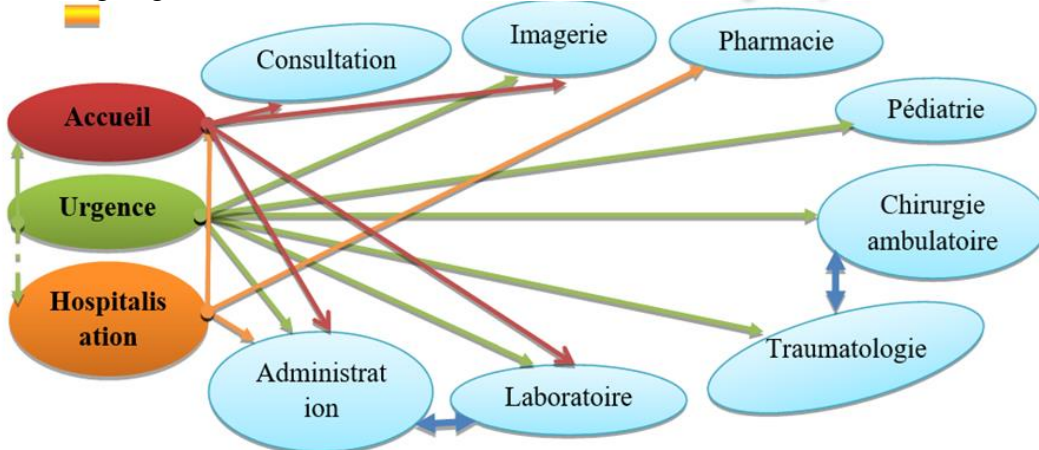 Consultation
Imagerie
Pharmacie
Accueil
Pédiatrie
Urgence
Chirurgie
ambulatoire
Hospitalis
ation
Traumatologie
Administrat
ion
Laboratoire